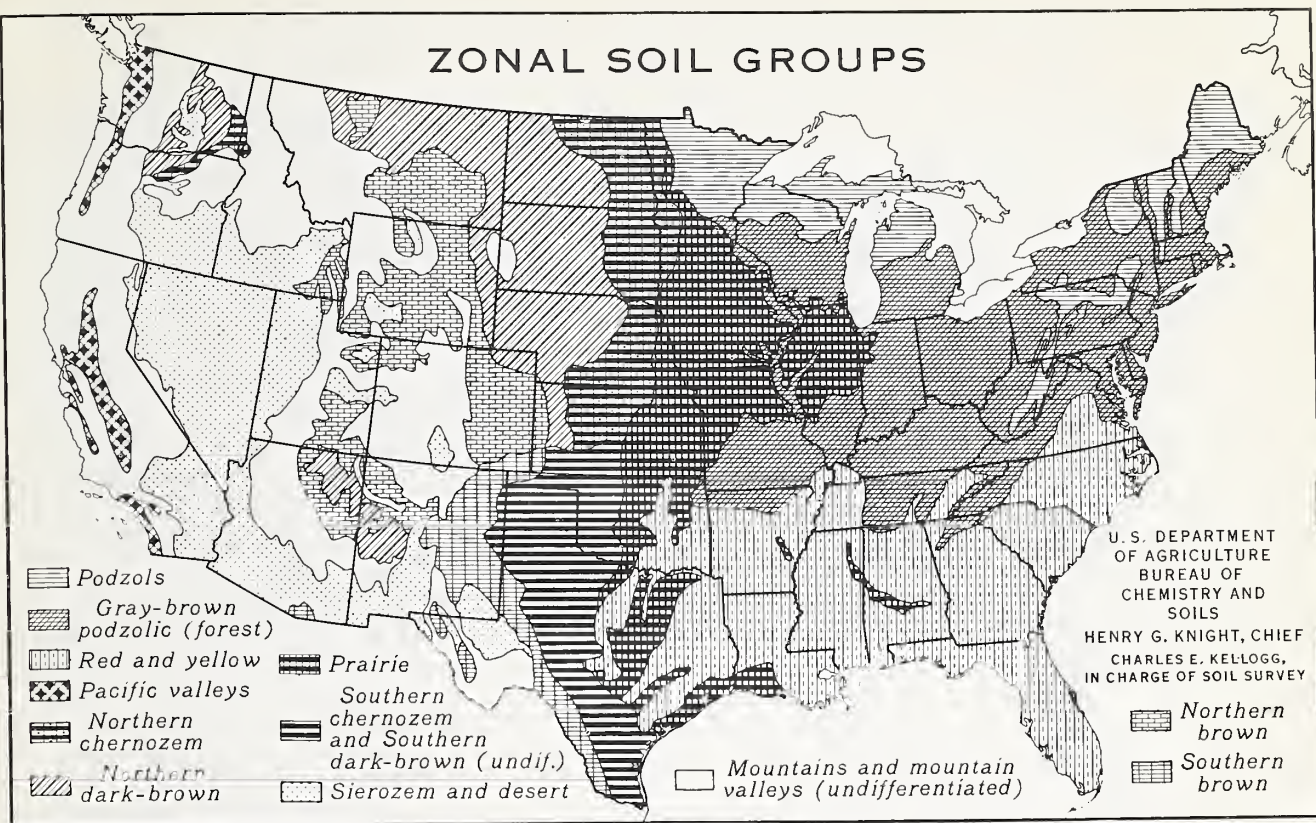 ZONAL SOIL GROUPS
Podzols
Gray-brown
podzolic (forest)
Red and yellow
Pacific valleys
Northern
chernozem
Northern
dark-brown
Prairie
Southern
chernozem
and Southern
dark-brown (undif.)
Sierozem and desert
Mountains and mountain
valleys (undifferentiated)
U.S. DEPARTMENT
OF AGRICULTURE
BUREAU OF
CHEMISTRY AND
SOILS
HENRY G. KNIGHT, CHIEF
CHARLES E. KELLOGG,
IN CHARGE OF SOIL SURVEY
Northern
brown
Southern
brown